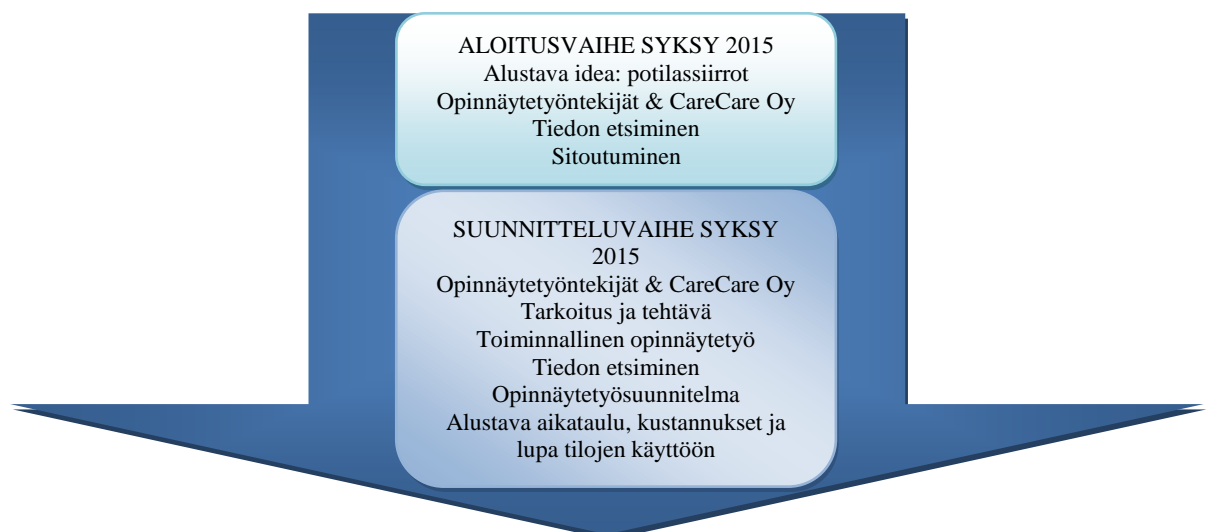 ALOITUSVAIHE SYKSY 2015
Alustava idea: potilassiirrot
Opinnäytetyöntekijät & CareCare Oy
Tiedon etsiminen
Sitoutuminen
SUUNNITTELUVAIHE SYKSY
2015
Opinnäytetyöntekijät & CareCare Oy
Tarkoitus ja tehtävä
Toiminnallinen opinnäytetyö
Tiedon etsiminen
Opinnäytetyösuunnitelma
Alustava aikataulu, kustannukset ja
lupa tilojen käyttöön